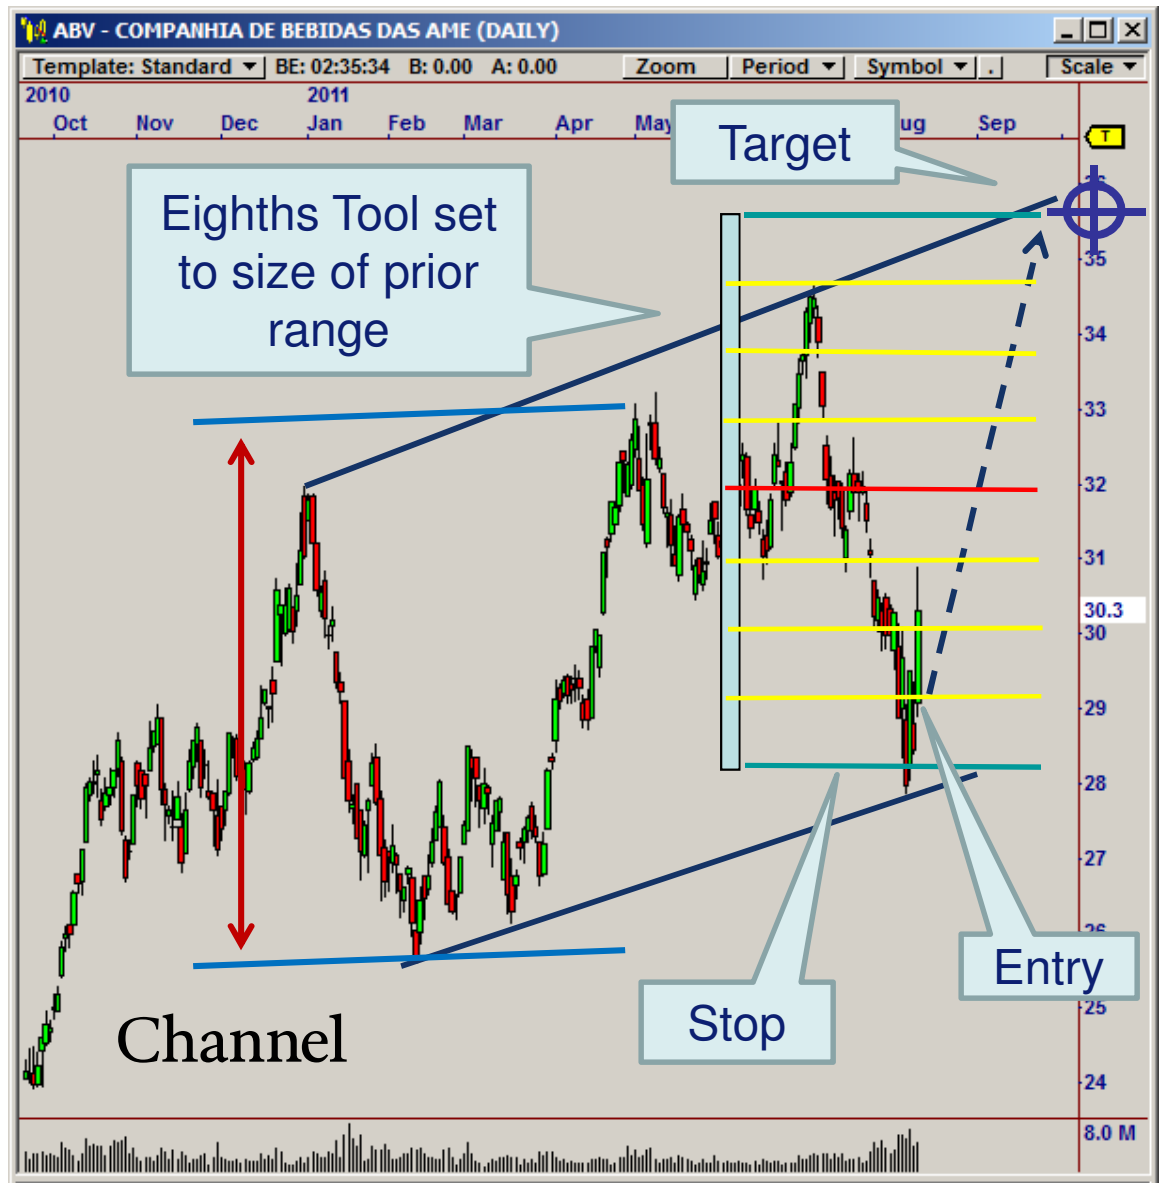 ABV - COMPANHIA DE BEBIDAS DAS AME (DAILY)
Template: Standard BE: 02:35:34 B: 0.00 A: 0.00 Zoom Period Symbol . Scale
2010 2011
Oct Nov Dec Jan Feb Mar Apr May ug Sep
T
Target
Eighths Tool set
to size of prior
range
35
34
33
32
31
30.3
30
29
28
27
26
25
24
Entry
Stop
Channel
8.0 M